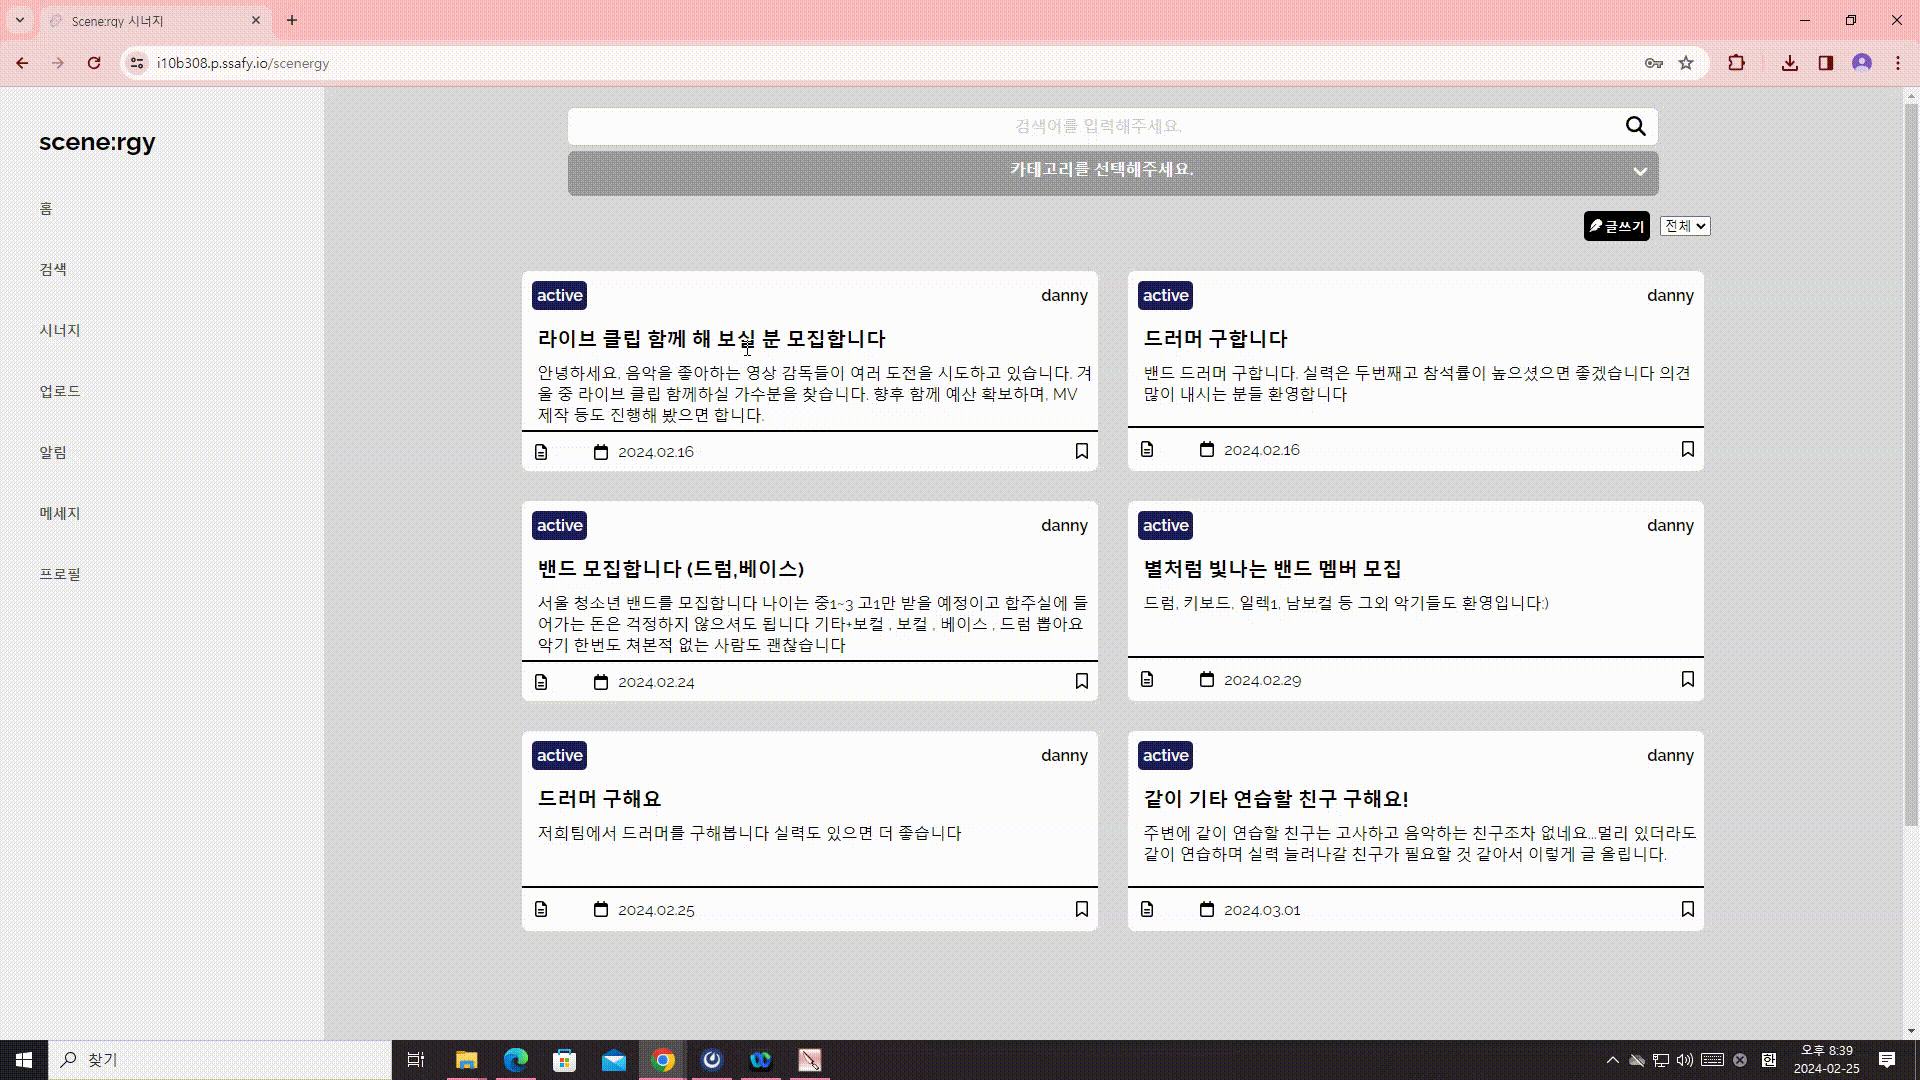 Scene:rgy 시너지
i10b308.p.ssafy.io/scenergy
scene:rgy
홈
검색
시너지
업로드
알림
메세지
프로필
검색어를 입력해주세요.
카테고리를 선택해주세요.
글쓰기 전체
active danny
라이브 클립 함께 해 보실 분 모집합니다
안녕하세요, 음악을 좋아하는 영상 감독들이 여러 도전을 시도하고 있습니다. 겨
울 중 라이브 클립 함께하실 가수분을 찾습니다. 향후 함께 예산 확보하며, MV
제작 등도 진행해 봤으면 합니다.
2024.02.16
active danny
드러머 구합니다
밴드 드러머 구합니다. 실력은 두번째고 참석률이 높으셨으면 좋겠습니다 의견
많이 내시는 분들 환영합니다
2024.02.16
active danny
밴드 모집합니다 (드럼,베이스)
서울 청소년 밴드를 모집합니다 나이는 중1~3 고1만 받을 예정이고 합주실에 들
어가는 돈은 걱정하지 않으셔도 됩니다 기타+보컬 , 보컬 , 베이스 , 드럼 뽑아요
악기 한번도 쳐본적 없는 사람도 괜찮습니다
2024.02.24
active danny
별처럼 빛나는 밴드 멤버 모집
드럼, 키보드, 일렉1, 남보컬 등 그외 악기들도 환영입니다:)
2024.02.29
active danny
드러머 구해요
저희팀에서 드러머를 구해봅니다 실력도 있으면 더 좋습니다
2024.02.25
active danny
같이 기타 연습할 친구 구해요!
주변에 같이 연습할 친구는 고사하고 음악하는 친구조차 없네요...멀리 있더라도
같이 연습하며 실력 늘려나갈 친구가 필요할 것 같아서 이렇게 글 올립니다.
2024.03.01
찾기
한
오후 8:39
2024-02-25